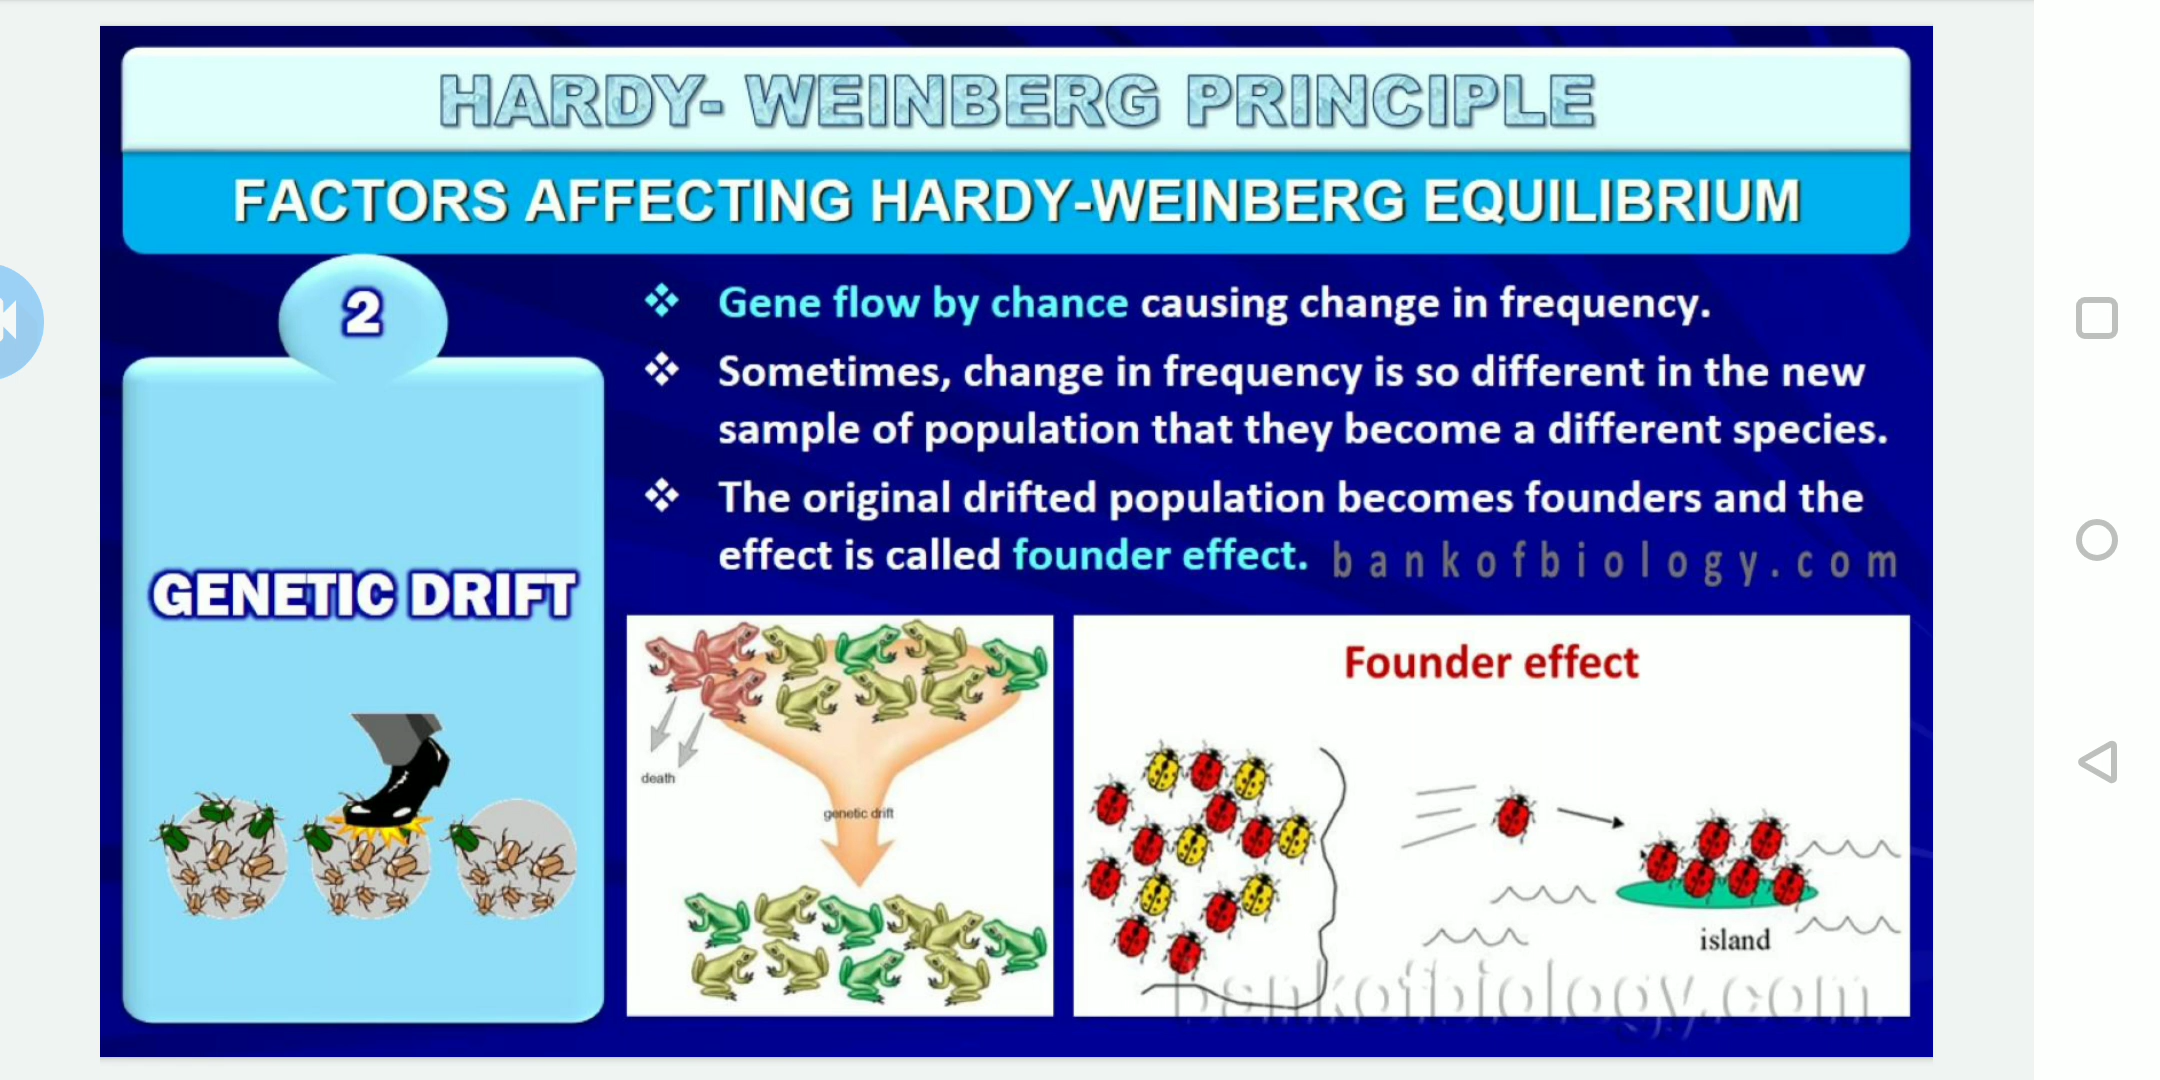 HARDY- WEINBERG PRINCIPLE
FACTORS AFFECTING HARDY-WEINBERG EQUILIBRIUM
2
GENETIC DRIFT
Gene flow by chance causing change in frequency.
Sometimes, change in frequency is so different in the new
sample of population that they become a different species.
The original drifted population becomes founders and the
effect is called founder effect.
bankofbiology.com
death
genetic drift
Founder effect
island
bankofbiology.com